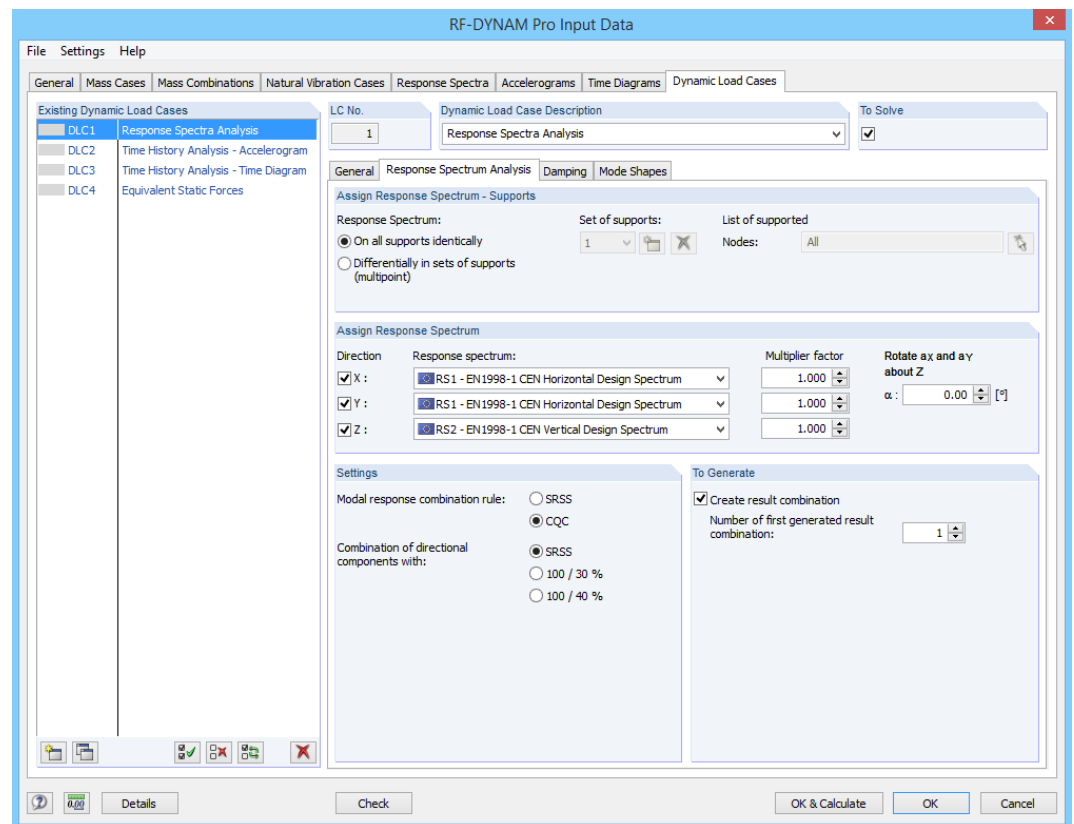 RF-DYNAM Pro Input Data
×
File Settings Help
General Mass Cases Mass Combinations Natural Vibration Cases Response Spectra Accelerograms Time Diagrams Dynamic Load Cases
Existing Dynamic Load Cases
DLC1 Response Spectra Analysis
DLC2 Time History Analysis - Accelerogram
DLC3 Time History Analysis - Time Diagram
DLC4 Equivalent Static Forces
LC No.
1
Dynamic Load Case Description
Response Spectra Analysis
To Solve
General Response Spectrum Analysis Damping Mode Shapes
Assign Response Spectrum - Supports
Response Spectrum:
On all supports identically
Differentially in sets of supports
(multipoint)
Set of supports:
1
List of supported
Nodes: All
Assign Response Spectrum
Direction Response spectrum: Multiplier factor
X : RS1 - EN1998-1 CEN Horizontal Design Spectrum 1.000
Y : RS1 - EN1998-1 CEN Horizontal Design Spectrum 1.000
Z : RS2 - EN1998-1 CEN Vertical Design Spectrum 1.000
Rotate aX and aY
about Z
α : 0.00 [°]
Settings
Modal response combination rule: SRSS
CQC
Combination of directional
components with:
SRSS
100 / 30 %
100 / 40 %
To Generate
Create result combination
Number of first generated result
combination:
1
0,00 Details Check OK & Calculate OK Cancel